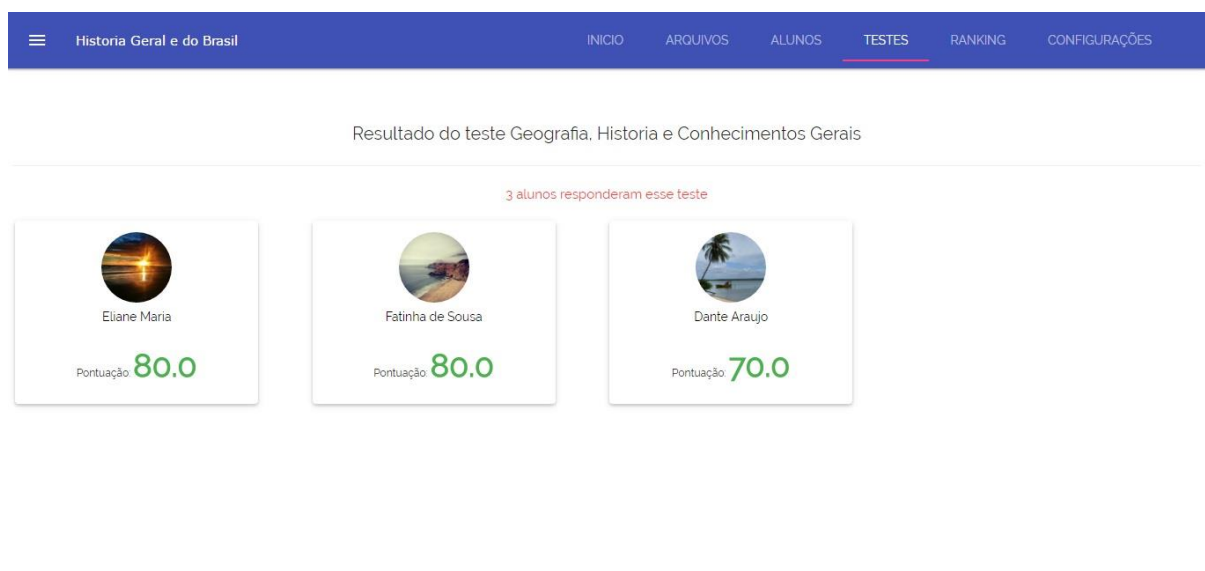 Historia Geral e do Brasil INICIO ARQUIVOS ALUNOS TESTES RANKING CONFIGURAÇÕES
Resultado do teste Geografia, Historia e Conhecimentos Gerais
3 alunos responderam esse teste
Eliane Maria
Pontuação: 80.0
Fatinha de Sousa
Pontuação: 80.0
Dante Araujo
Pontuação: 70.0